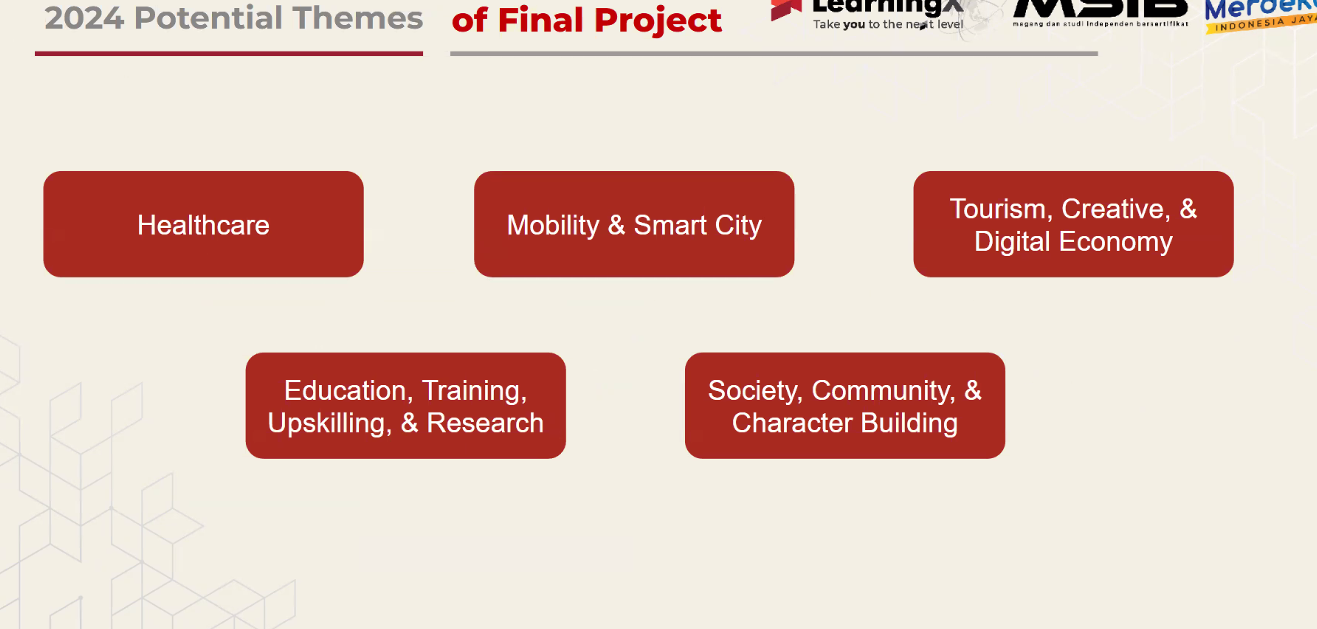 2024 Potential Themes of Final Project
LearningX
Take you to the next level
MSIB
magang dan studi independen bersertifikat
Merdeka
INDONESIA JAYA
Healthcare
Mobility & Smart City
Tourism, Creative, &
Digital Economy
Education, Training,
Upskilling, & Research
Society, Community, &
Character Building